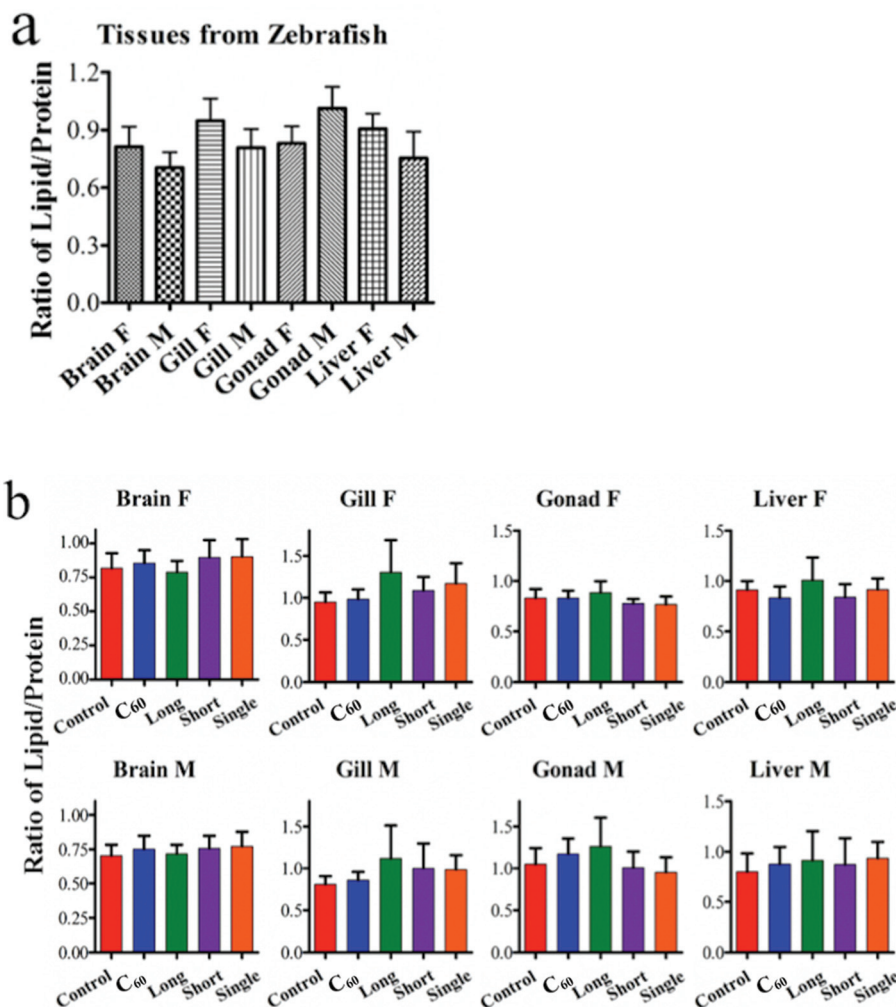 a
Tissues from Zebrafish
Ratio of Lipid/Protein
1.2
0.9
0.6
0.3
0.0
Brain F
Brain M
Gill F
Gill M
Gonad F
Gonad M
Liver F
Liver M
b
Ratio of Lipid/Protein
Brain F
1.00
0.75
0.50
0.25
0.00
Control C₆₀ Long Short Single
Gill F
1.5
1.0
0.5
0.0
Control C₆₀ Long Short Single
Gonad F
1.5
1.0
0.5
0.0
Control C₆₀ Long Short Single
Liver F
1.5
1.0
0.5
0.0
Control C₆₀ Long Short Single
Brain M
1.00
0.75
0.50
0.25
0.00
Control C₆₀ Long Short Single
Gill M
1.5
1.0
0.5
0.0
Control C₆₀ Long Short Single
Gonad M
1.5
1.0
0.5
0.0
Control C₆₀ Long Short Single
Liver M
1.5
1.0
0.5
0.0
Control C₆₀ Long Short Single